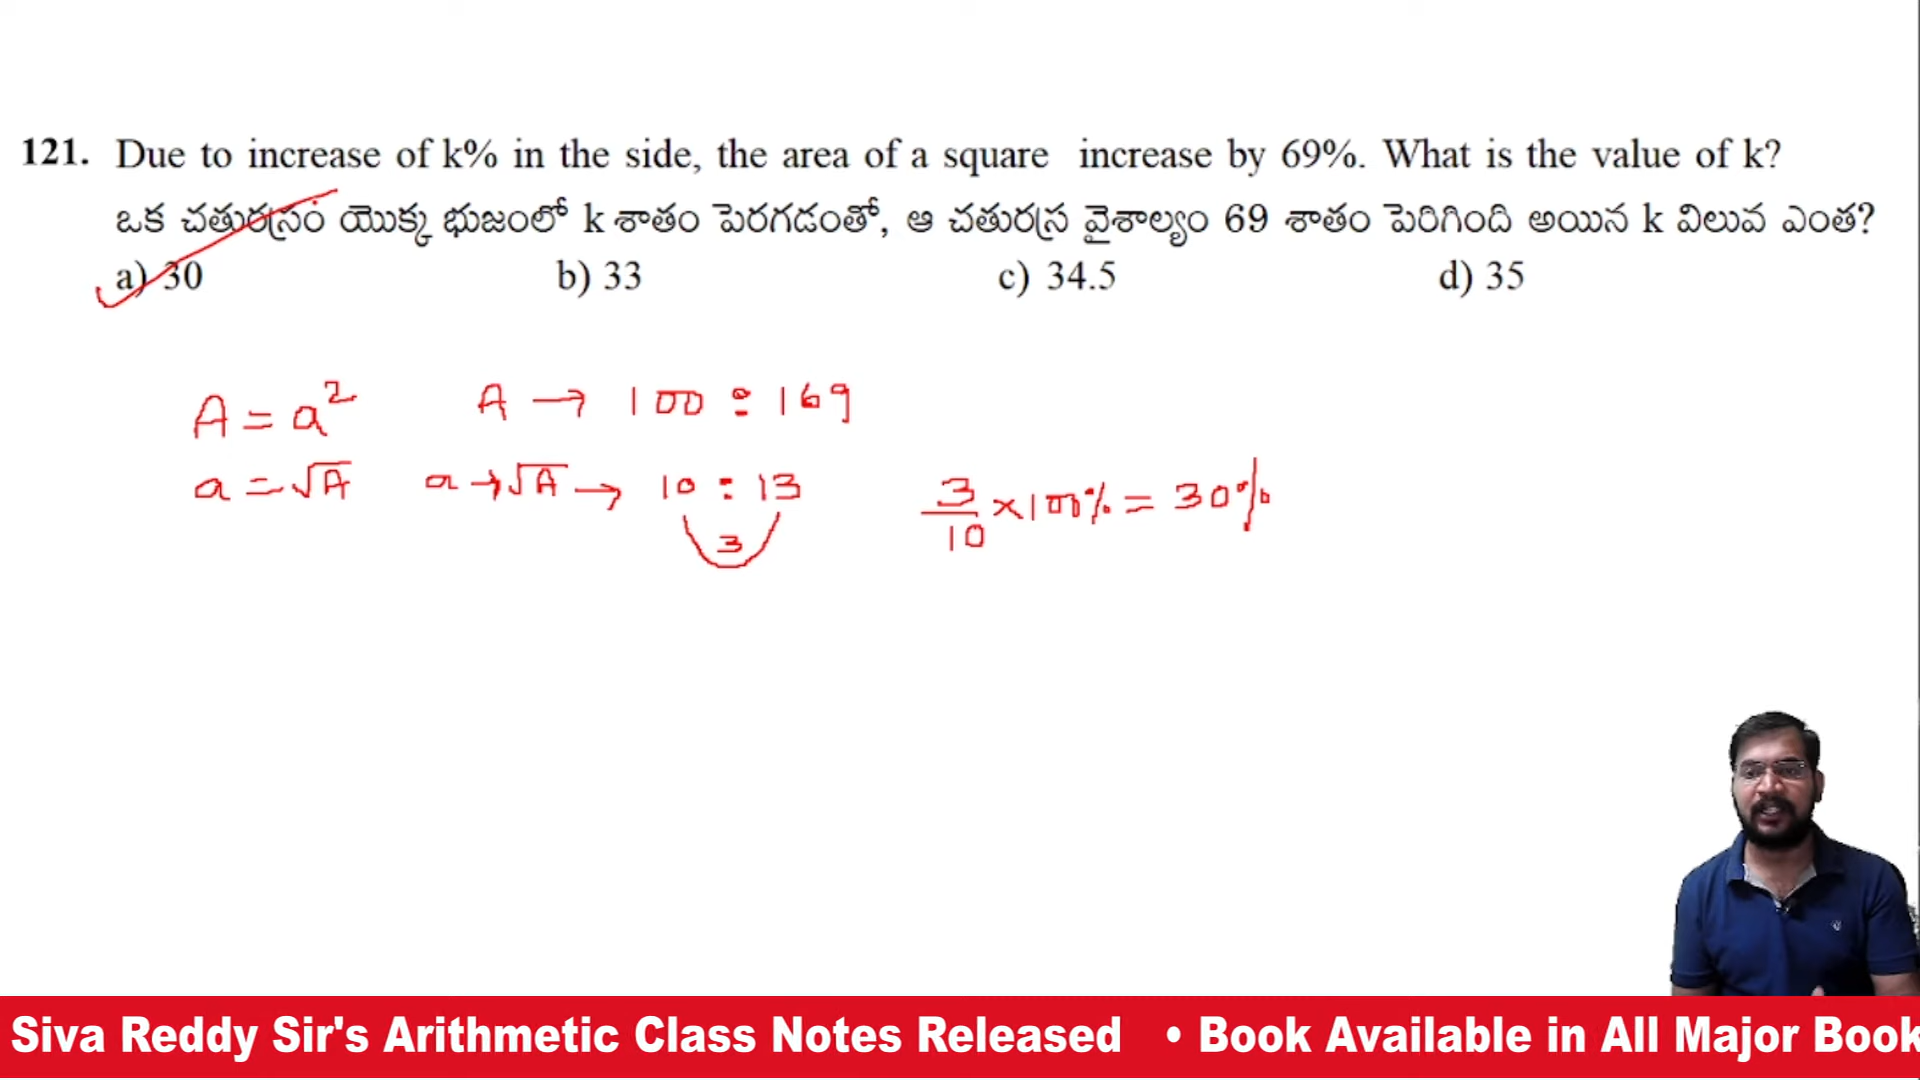 121. Due to increase of k% in the side, the area of a square increase by 69%. What is the value of k?
ఒక చతురస్రం యొక్క భుజంలో k శాతం పెరగడంతో, ఆ చతురస్ర వైశాల్యం 69 శాతం పెరిగింది అయిన k విలువ ఎంత?
a) 30 b) 33 c) 34.5 d) 35
A = a² A → 100 : 169
a = √A a → √A → 10 : 13 3/10 × 100% = 30%
3
Siva Reddy Sir's Arithmetic Class Notes Released • Book Available in All Major Book